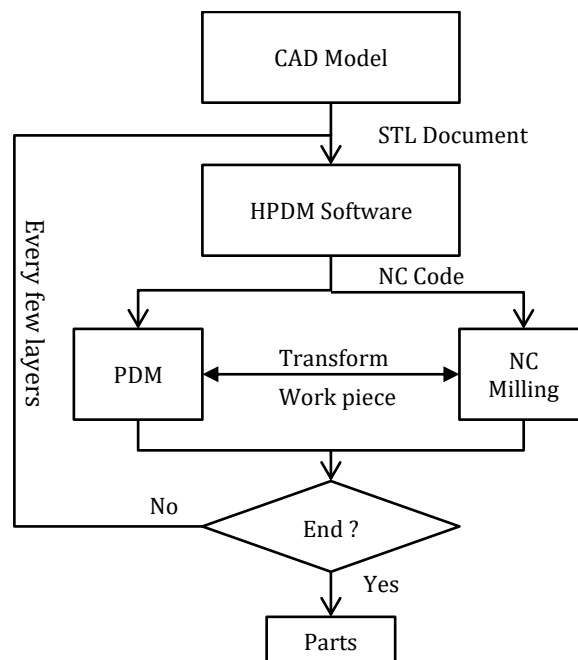 CAD Model
STL Document
HPDM Software
NC Code
Every few layers
PDM
Transform
Work piece
NC
Milling
No
End ?
Yes
Parts